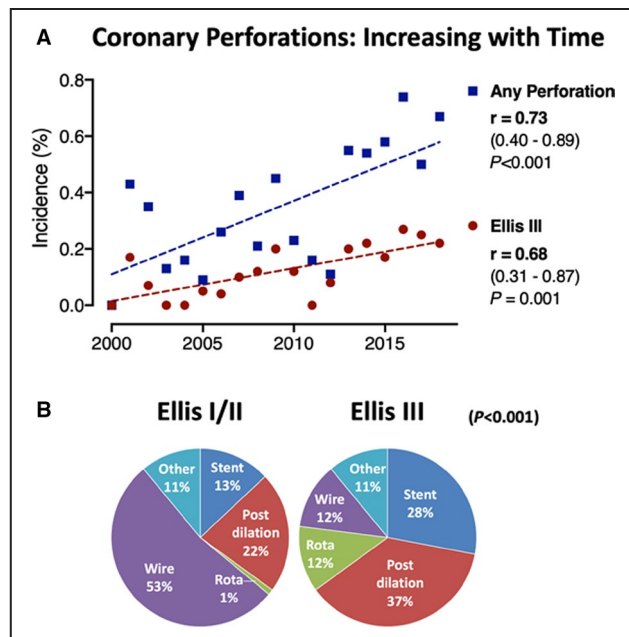 A
Coronary Perforations: Increasing with Time
0.8
0.6
0.4
0.2
0.0
Incidence (%)
2000
2005
2010
2015
Any Perforation
r = 0.73
(0.40 - 0.89)
P<0.001
Ellis III
r = 0.68
(0.31 - 0.87)
P = 0.001
B
Ellis I/II
Ellis III
(P<0.001)
Other
11%
Stent
13%
Post
dilation
22%
Rota
1%
Wire
53%
Other
11%
Stent
28%
Wire
12%
Rota
12%
Post
dilation
37%